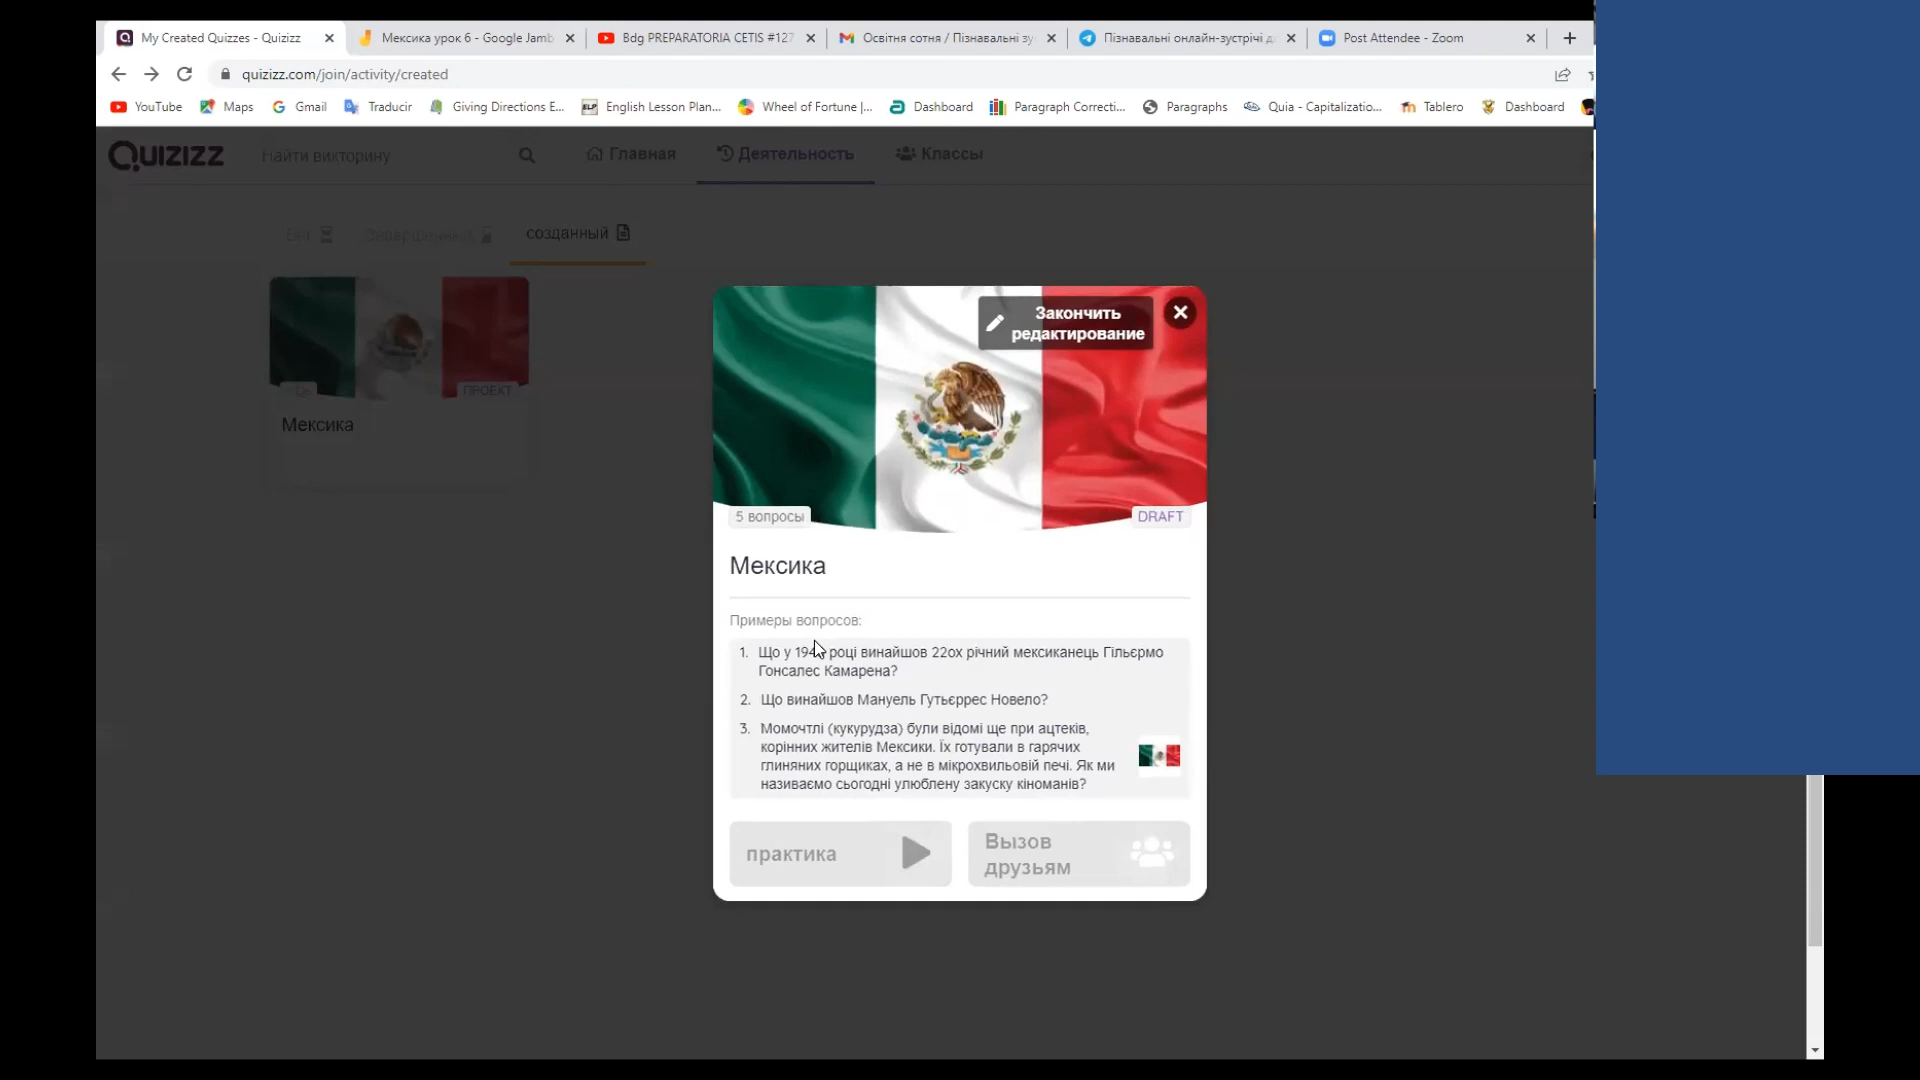 My Created Quizzes - Quizizz
Мексика урок 6 - Google Jamb
Bdg PREPARATORIA CETIS #127
Освітня сотня / Пізнавальні зу
Пізнавальні онлайн-зустрічі д
Post Attendee - Zoom
quizizz.com/join/activity/created
YouTube
Maps
Gmail
Traducir
Giving Directions E...
English Lesson Plan...
Wheel of Fortune |...
Dashboard
Paragraph Correcti...
Paragraphs
Quia - Capitalizatio...
Tablero
Dashboard
Quizizz
Найти викторину
Главная
Деятельность
Классы
созданный
ПРОЕКТ
Мексика
Закончить
редактирование
5 вопросы
DRAFT
Мексика
Примеры вопросов:
1. Що у 194 році винайшов 22ох річний мексиканець Гільєрмо
Гонсалес Камарена?
2. Що винайшов Мануель Гутьєррес Новело?
3. Момочтлі (кукурудза) були відомі ще при ацтеків,
корінних жителів Мексики. Їх готували в гарячих
глиняних горщиках, а не в мікрохвильовій печі. Як ми
називаємо сьогодні улюблену закуску кіноманів?
практика
Вызов
друзьям